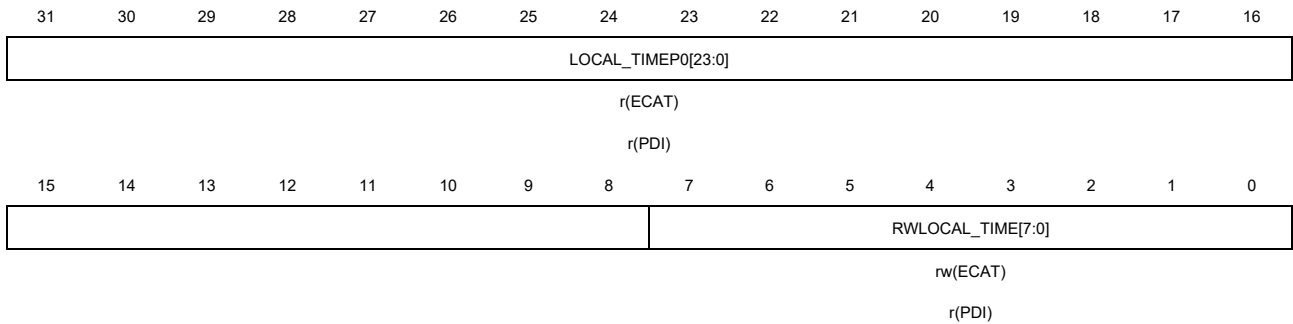 31 30 29 28 27 26 25 24 23 22 21 20 19 18 17 16
LOCAL_TIMEP0[23:0]
r(ECAT)
r(PDI)
15 14 13 12 11 10 9 8 7 6 5 4 3 2 1 0
RWLOCAL_TIME[7:0]
rw(ECAT)
r(PDI)